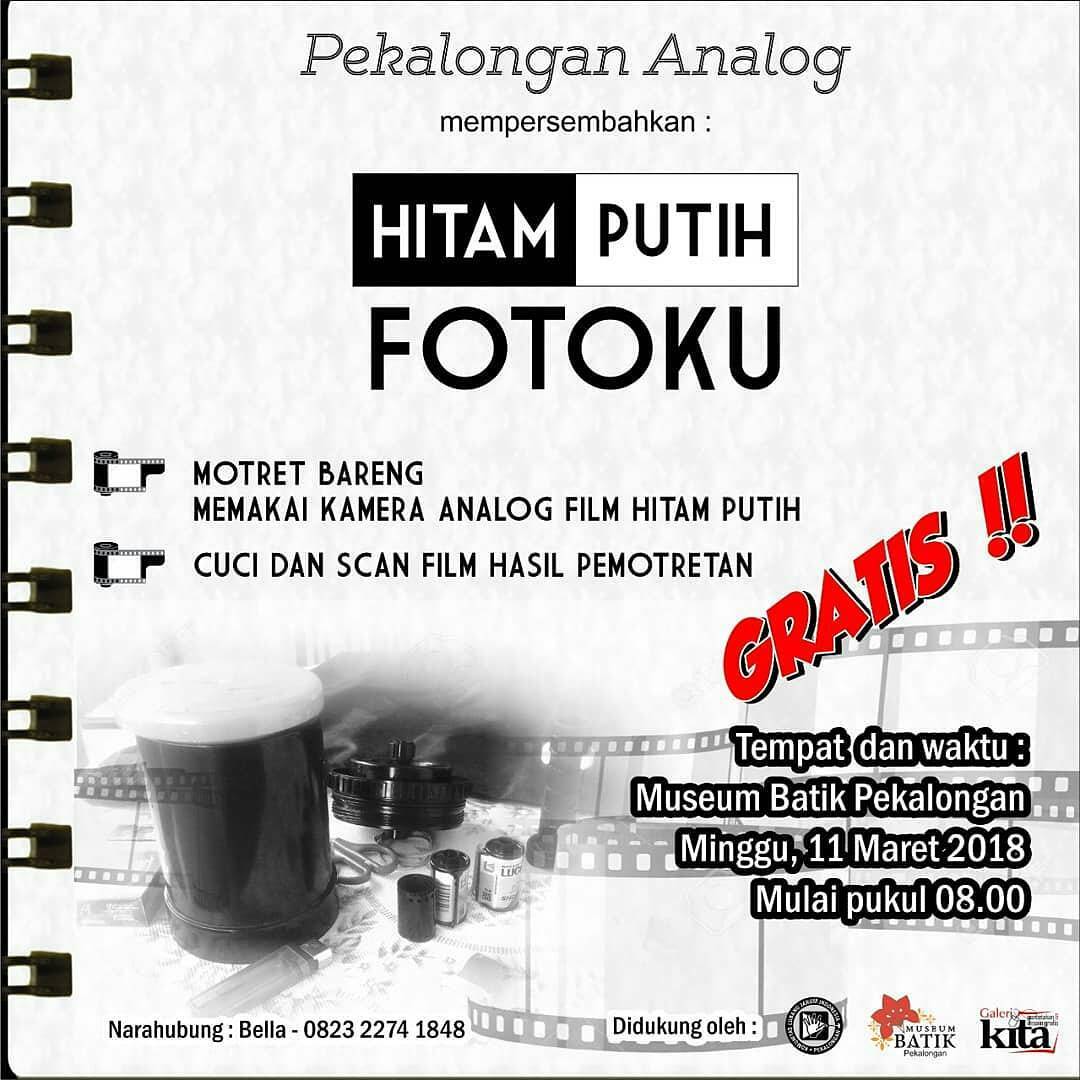 Pekalongan Analog
mempersembahkan :
HITAM PUTIH
FOTOKU
MOTRET BARENG
MEMAKAI KAMERA ANALOG FILM HITAM PUTIH
CUCI DAN SCAN FILM HASIL PEMOTRETAN
GRATIS !!
Tempat dan waktu :
Museum Batik Pekalongan
Minggu, 11 Maret 2018
Mulai pukul 08.00
Narahubung : Bella - 0823 2274 1848
Didukung oleh :
MUSEUM
BATIK
Pekalongan
Galeri
kita